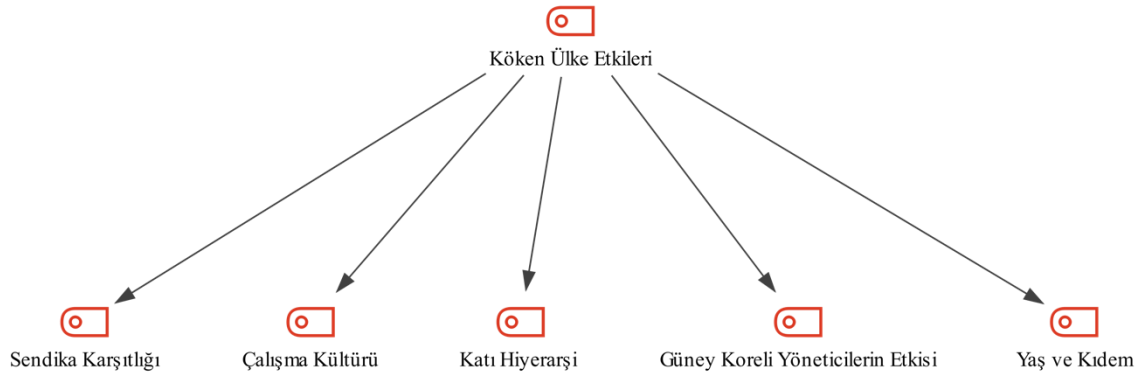 Köken Ülke Etkileri
Sendika Karşıtlığı
Çalışma Kültürü
Katı Hiyerarşi
Güney Koreli Yöneticilerin Etkisi
Yaş ve Kıdem